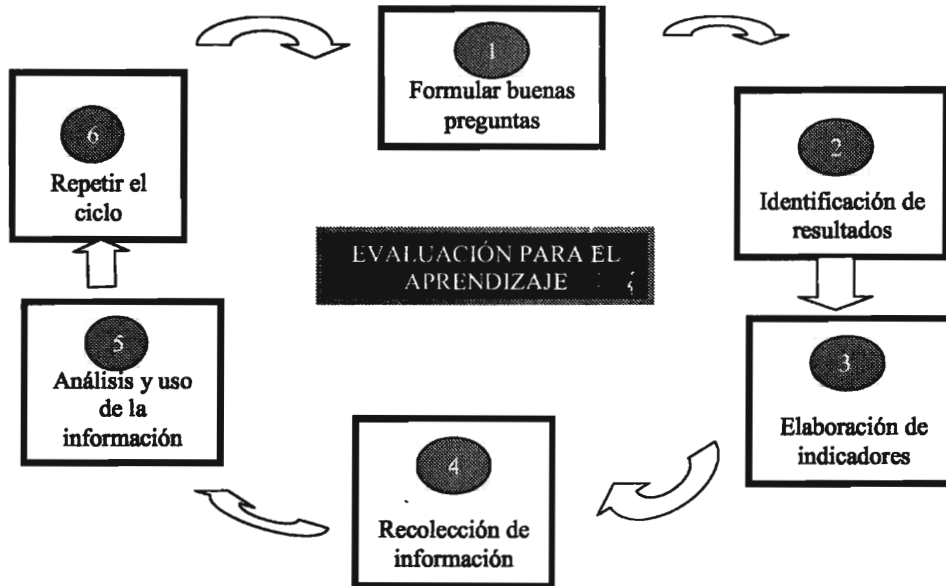 1
Formular buenas
preguntas
2
Identificación de
resultados
3
Elaboración de
indicadores
4
Recolección de
información
5
Análisis y uso
de la
información
6
Repetir el
ciclo
EVALUACIÓN PARA EL
APRENDIZAJE